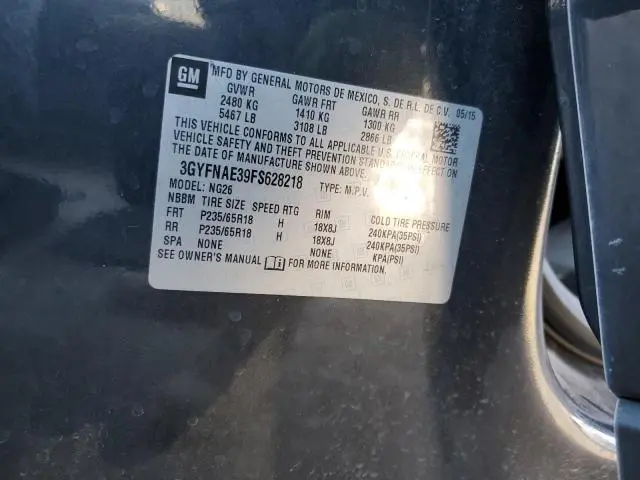 GM
MFD BY GENERAL MOTORS DE MEXICO, S. DE R.L. DE C.V. 05/15
GVWR GAWR FRT GAWR RR
2480 KG 1410 KG 1300 KG
5467 LB 3108 LB 2866 LB
THIS VEHICLE CONFORMS TO ALL APPLICABLE U.S. FEDERAL MOTOR
VEHICLE SAFETY AND THEFT PREVENTION STANDARDS IN EFFECT ON
THE DATE OF MANUFACTURE SHOWN ABOVE.
3GYFNAE39FS628218 TYPE: M.P.V.
MODEL: NG26
NBBM TIRE SIZE SPEED RTG RIM COLD TIRE PRESSURE
FRT P235/65R18 H 18X8J 240KPA(35PSI)
RR P235/65R18 H 18X8J 240KPA(35PSI)
SPA NONE NONE KPA(PSI)
SEE OWNER'S MANUAL FOR MORE INFORMATION.